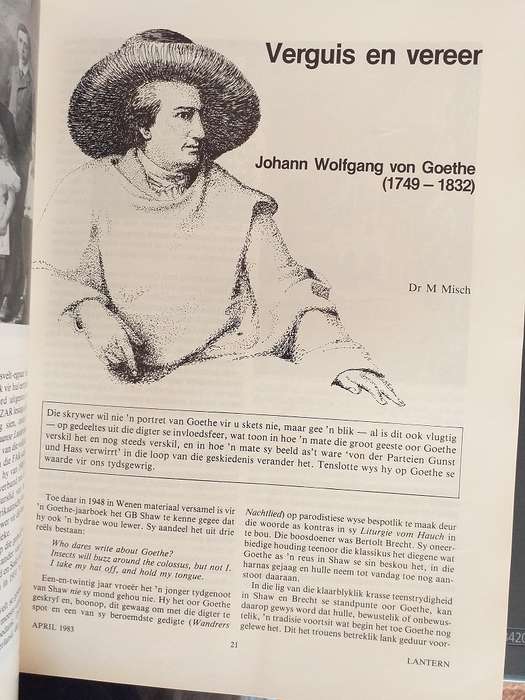 Verguis en vereer
Johann Wolfgang von Goethe
(1749 – 1832)
Dr M Misch
Die skrywer wil nie 'n portret van Goethe vir u skets nie, maar gee 'n blik — al is dit ook vlugtig
— op gedeeltes uit die digter se invloedsfeer, wat toon in hoe 'n mate die groot geeste oor Goethe
verskil het en nog steeds verskil, en in hoe 'n mate sy beeld as't ware 'von der Parteien Gunst
und Hass verwirrt' in die loop van die geskiedenis verander het. Tenslotte wys hy op Goethe se
waarde vir ons tydsgewrig.
Toe daar in 1948 in Wenen materiaal versamel is vir
'n Goethe-jaarboek het GB Shaw te kenne gegee dat
hy ook 'n bydrae wou lewer. Sy aandeel het uit drie
reëls bestaan:
Who dares write about Goethe?
Insects will buzz around the colossus, but not I.
I take my hat off, and hold my tongue.
Een-en-twintig jaar vroeër het 'n jonger tydgenoot
van Shaw nie sy mond gehou nie. Hy het oor Goethe
geskryf en, boonop, dit gewaag om met die digter te
spot en een van sy beroemdste gedigte (Wandrers
Nachtlied) op parodistiese wyse bespotlik te maak deur
die woorde as kontras in sy Liturgie vom Hauch in
te bou. Die boosdoener was Bertolt Brecht. Sy oneer-
biedige houding teenoor die klassikus het diegene wat
Goethe as 'n reus in Shaw se sin beskou het, in die
harnas gejaag en hulle neem tot vandag toe nog aan-
stoot daaraan.
In die lig van die klaarblyklik krasse teenstrydigheid
in Shaw en Brecht se standpunte oor Goethe, kan
daarop gewys word dat hulle, bewustelik of onbewus-
telik, 'n tradisie voortsit wat begin het toe Goethe nog
gelewe het. Dit het trouens betreklik lank geduur voor-
APRIL 1983
21
LANTERN